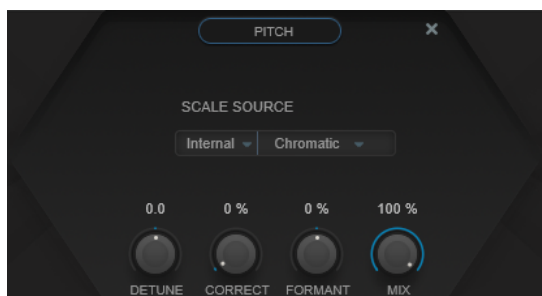 PITCH
SCALE SOURCE
Internal Chromatic
0.0 0 % 0 % 100 %
DETUNE CORRECT FORMANT MIX